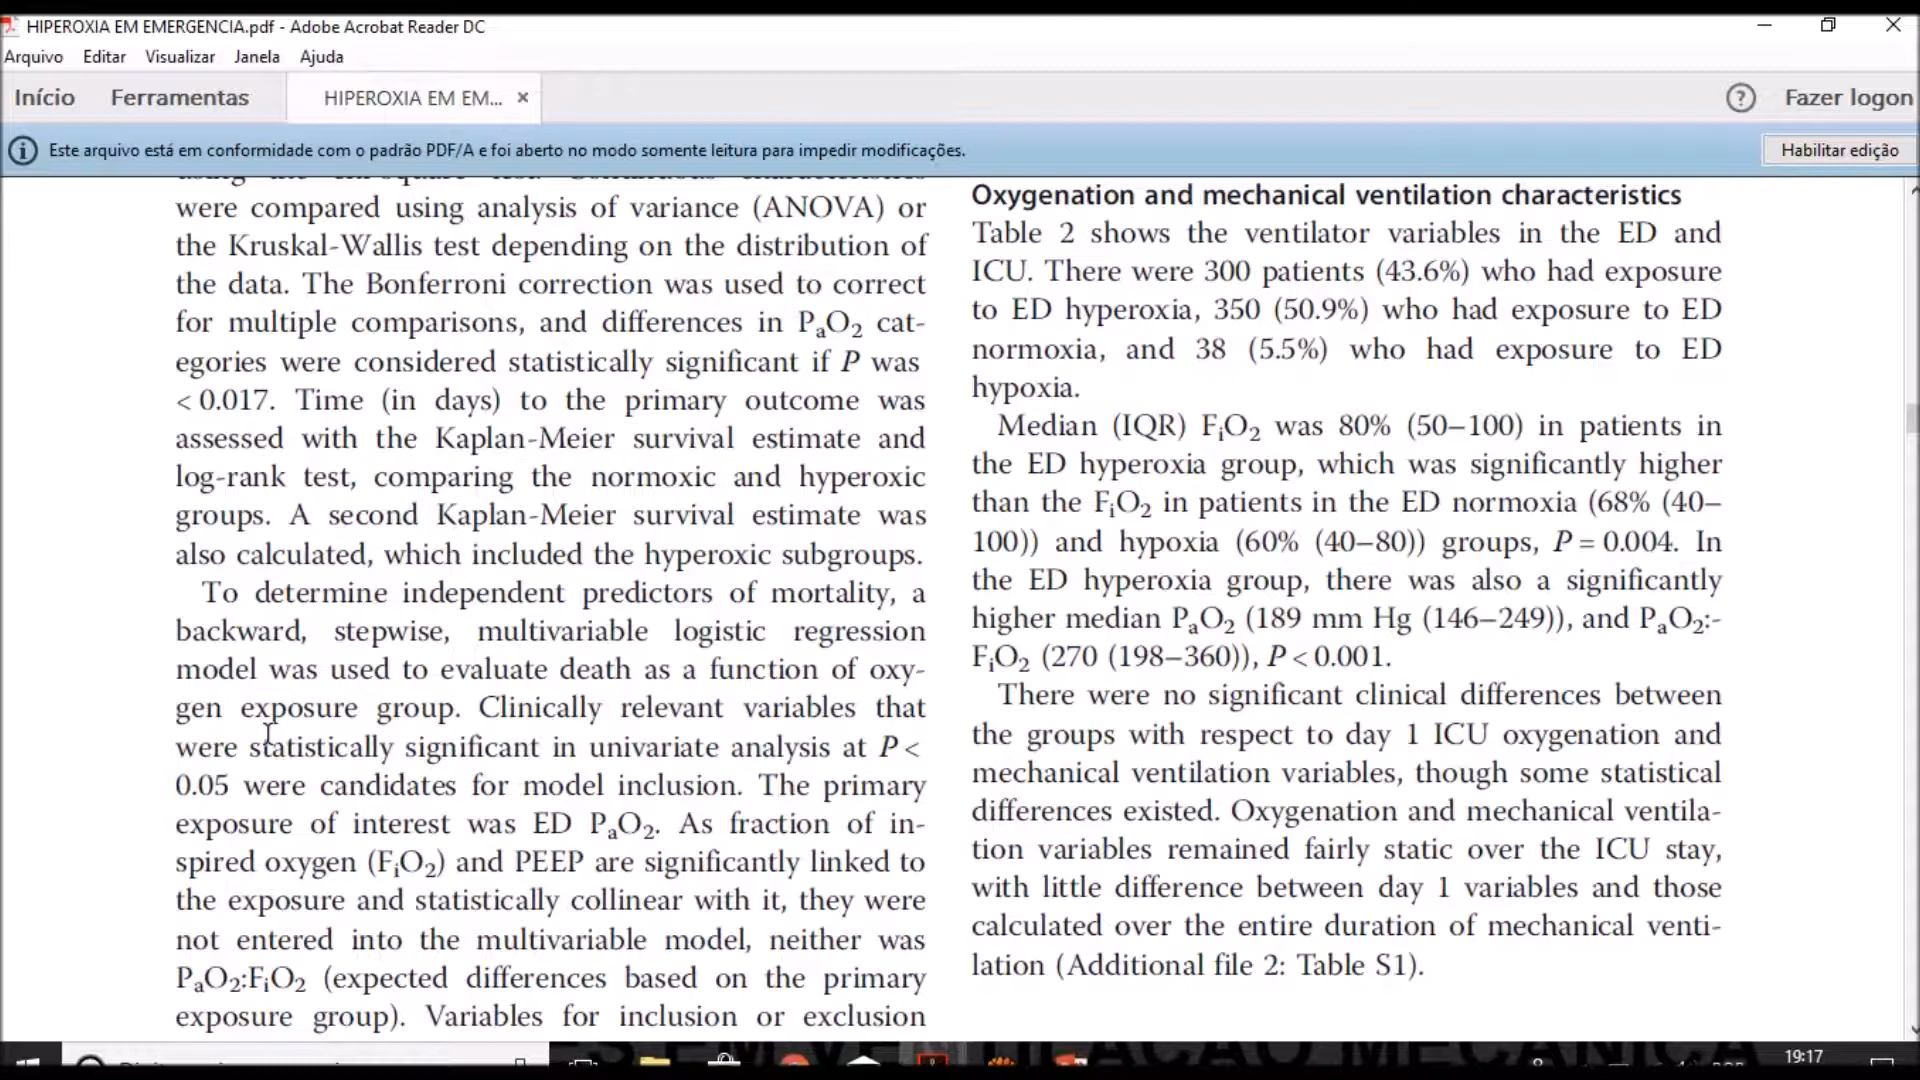 HIPEROXIA EM EMERGENCIA.pdf - Adobe Acrobat Reader DC
Arquivo Editar Visualizar Janela Ajuda
Início Ferramentas HIPEROXIA EM EM... × ? Fazer logon
Este arquivo está em conformidade com o padrão PDF/A e foi aberto no modo somente leitura para impedir modificações. Habilitar edição
were compared using analysis of variance (ANOVA) or
the Kruskal-Wallis test depending on the distribution of
the data. The Bonferroni correction was used to correct
for multiple comparisons, and differences in PaO2 cat-
egories were considered statistically significant if P was
< 0.017. Time (in days) to the primary outcome was
assessed with the Kaplan-Meier survival estimate and
log-rank test, comparing the normoxic and hyperoxic
groups. A second Kaplan-Meier survival estimate was
also calculated, which included the hyperoxic subgroups.
To determine independent predictors of mortality, a
backward, stepwise, multivariable logistic regression
model was used to evaluate death as a function of oxy-
gen exposure group. Clinically relevant variables that
were statistically significant in univariate analysis at P <
0.05 were candidates for model inclusion. The primary
exposure of interest was ED PaO2. As fraction of in-
spired oxygen (FiO2) and PEEP are significantly linked to
the exposure and statistically collinear with it, they were
not entered into the multivariable model, neither was
PaO2:FiO2 (expected differences based on the primary
exposure group). Variables for inclusion or exclusion
Oxygenation and mechanical ventilation characteristics
Table 2 shows the ventilator variables in the ED and
ICU. There were 300 patients (43.6%) who had exposure
to ED hyperoxia, 350 (50.9%) who had exposure to ED
normoxia, and 38 (5.5%) who had exposure to ED
hypoxia.
Median (IQR) FiO2 was 80% (50–100) in patients in
the ED hyperoxia group, which was significantly higher
than the FiO2 in patients in the ED normoxia (68% (40–
100)) and hypoxia (60% (40–80)) groups, P = 0.004. In
the ED hyperoxia group, there was also a significantly
higher median PaO2 (189 mm Hg (146–249)), and PaO2:-
FiO2 (270 (198–360)), P < 0.001.
There were no significant clinical differences between
the groups with respect to day 1 ICU oxygenation and
mechanical ventilation variables, though some statistical
differences existed. Oxygenation and mechanical ventila-
tion variables remained fairly static over the ICU stay,
with little difference between day 1 variables and those
calculated over the entire duration of mechanical venti-
lation (Additional file 2: Table S1).
19:17